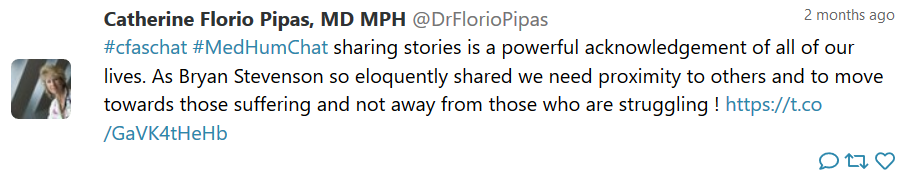 Catherine Florio Pipas, MD MPH @DrFlorioPipas 2 months ago
#cfaschat #MedHumChat sharing stories is a powerful acknowledgement of all of our
lives. As Bryan Stevenson so eloquently shared we need proximity to others and to move
towards those suffering and not away from those who are struggling ! https://t.co
/GaVK4tHeHb